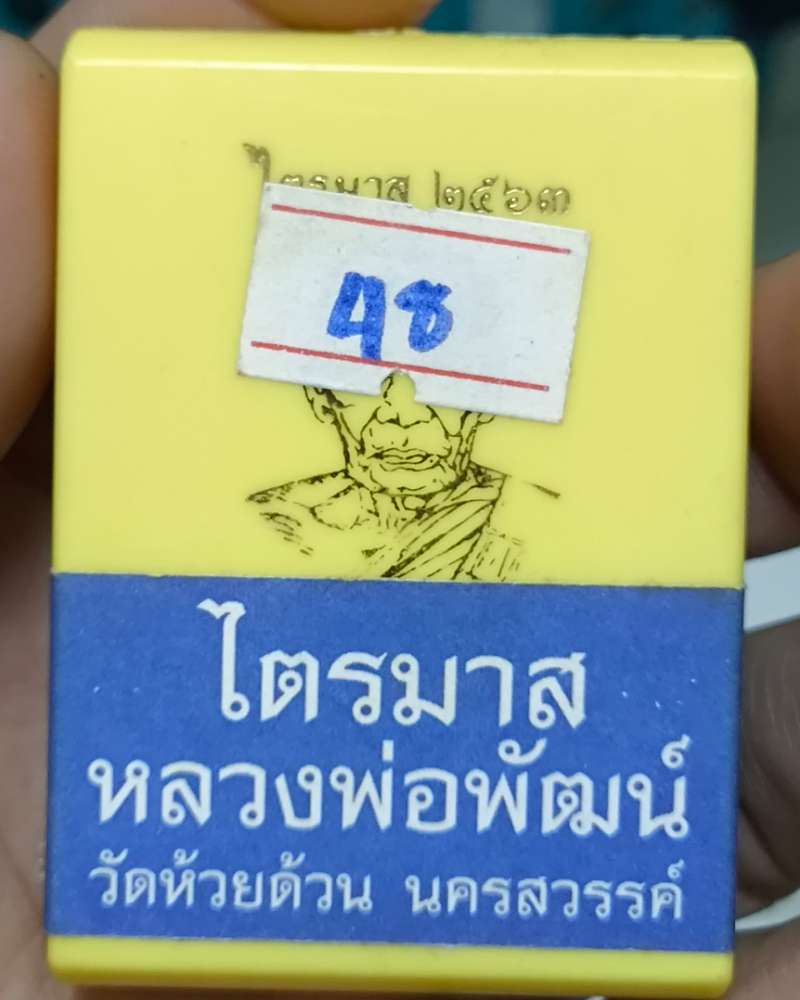 ไตรมาส ๒๕๖๓
48
ไตรมาส
หลวงพ่อพัฒน์
วัดห้วยด้วน นครสวรรค์